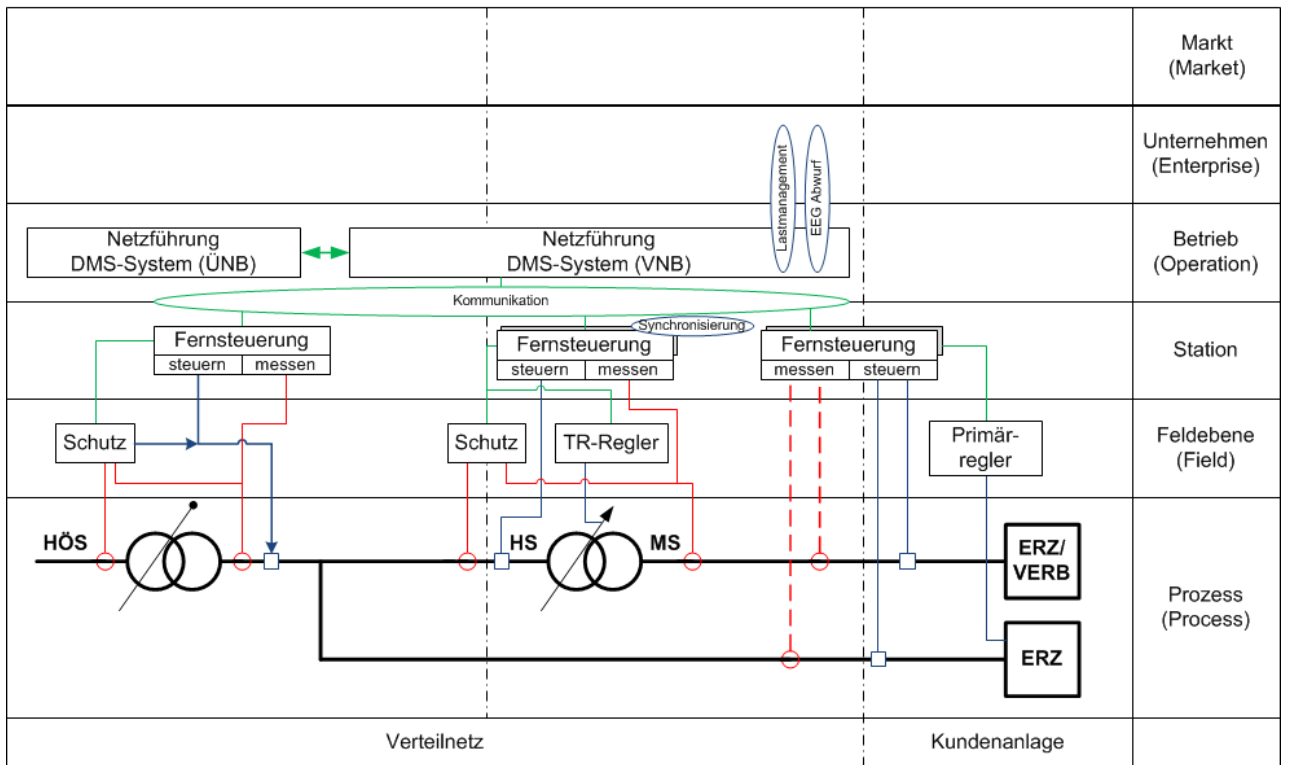 Markt
(Market)
Unternehmen
(Enterprise)
Lastmanagement
EEG Abwurf
Netzführung
DMS-System (ÜNB)
Netzführung
DMS-System (VNB)
Betrieb
(Operation)
Kommunikation
Synchronisierung
Fernsteuerung
steuern messen
Fernsteuerung
steuern messen
Fernsteuerung
messen steuern
Station
Schutz
Schutz
TR-Regler
Primär-
regler
Feldebene
(Field)
HÖS
HS
MS
ERZ/
VERB
ERZ
Prozess
(Process)
Verteilnetz
Kundenanlage